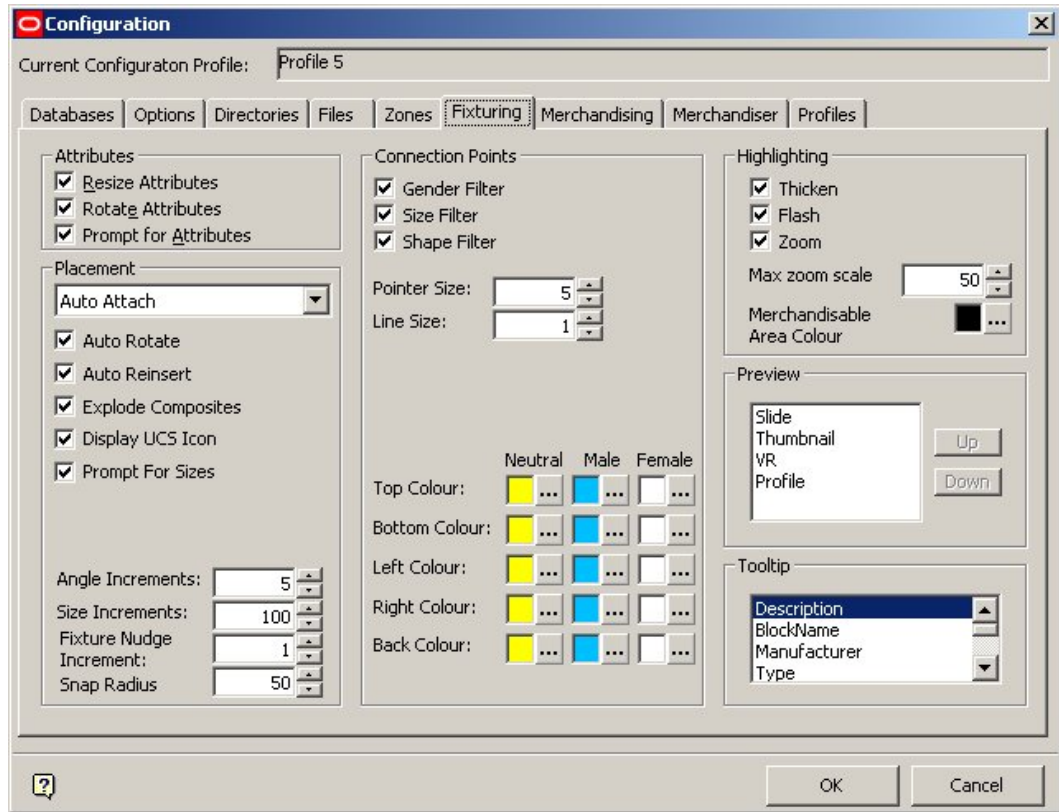 Configuration
Current Configuraton Profile: Profile 5
Databases Options Directories Files Zones Fixturing Merchandising Merchandiser Profiles
Attributes
Resize Attributes
Rotate Attributes
Prompt for Attributes
Placement
Auto Attach
Auto Rotate
Auto Reinsert
Explode Composites
Display UCS Icon
Prompt For Sizes
Angle Increments: 5
Size Increments: 100
Fixture Nudge
Increment: 1
Snap Radius 50
Connection Points
Gender Filter
Size Filter
Shape Filter
Pointer Size: 5
Line Size: 1
Neutral Male Female
Top Colour: ... ... ...
Bottom Colour: ... ... ...
Left Colour: ... ... ...
Right Colour: ... ... ...
Back Colour: ... ... ...
Highlighting
Thicken
Flash
Zoom
Max zoom scale 50
Merchandisable
Area Colour ...
Preview
Slide
Thumbnail
VR
Profile
Up
Down
Tooltip
Description
BlockName
Manufacturer
Type
?
OK Cancel